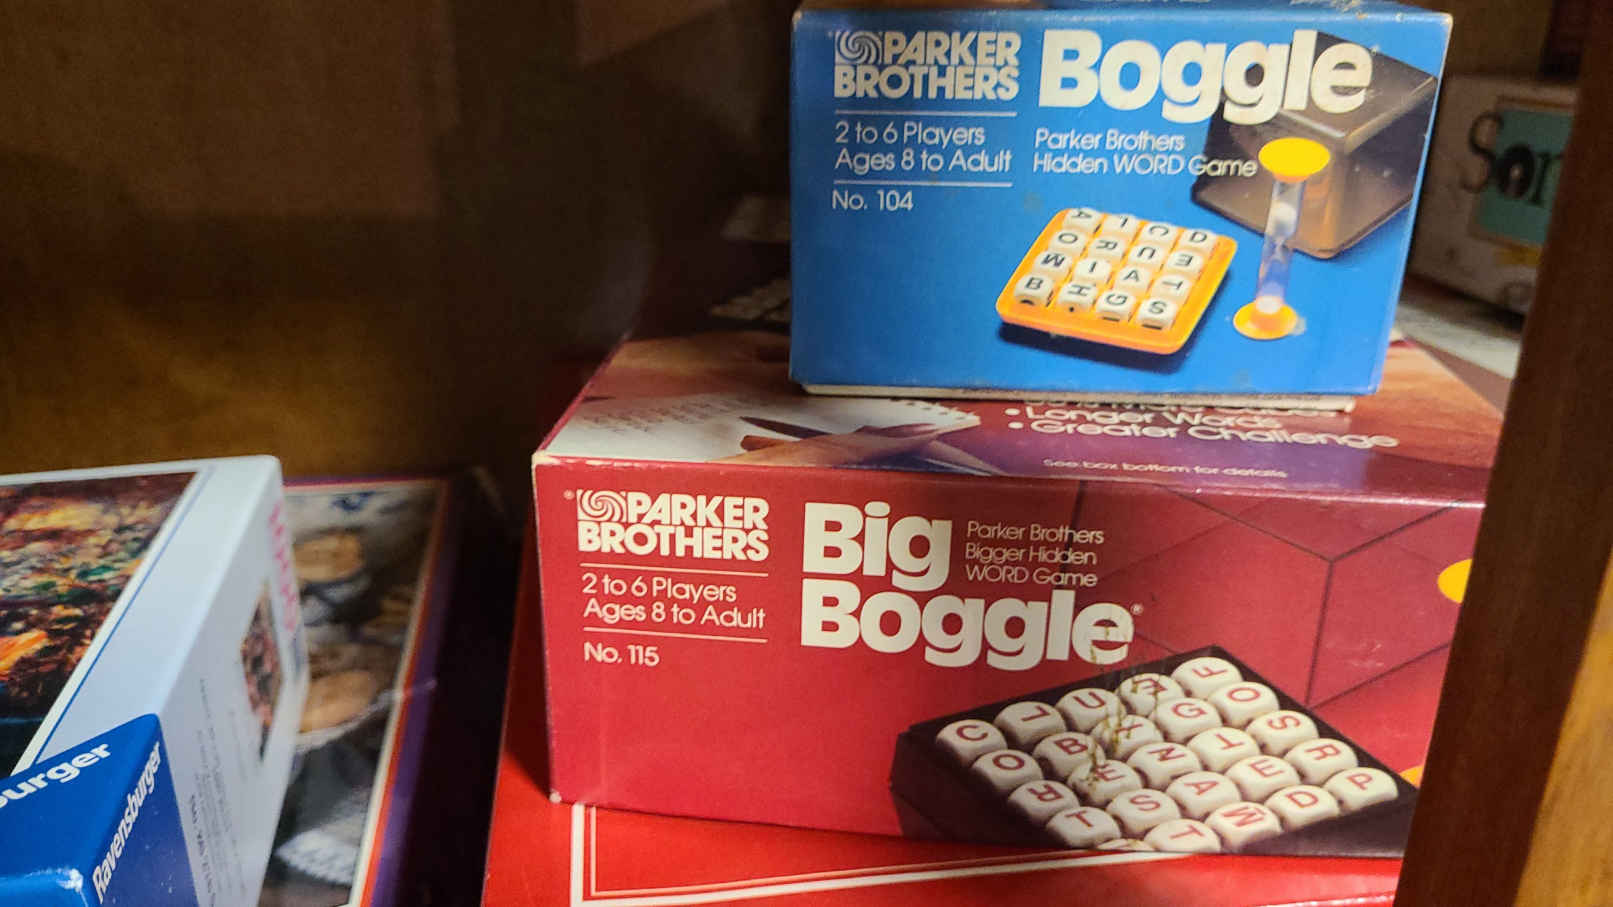 PARKER
BROTHERS
2 to 6 Players
Ages 8 to Adult
No. 104
Boggle
Parker Brothers
Hidden WORD Game
A L C D
O R U E
W I A T
B H G S
• Longer Words
• Greater Challenge
See box bottom for details
®PARKER
BROTHERS
2 to 6 Players
Ages 8 to Adult
No. 115
Big
Boggle®
Parker Brothers
Bigger Hidden
WORD Game
C L U F
O B G O
R E N T S
T S A E R
T W D P
Sor
urger
Ravensburger